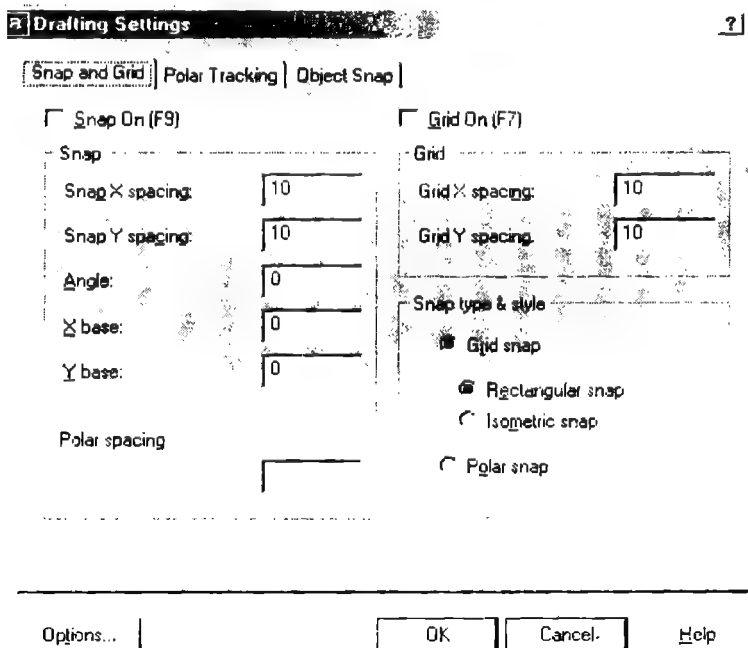 Drafting Settings
?
Snap and Grid
Polar Tracking
Object Snap
Snap On (F9)
Grid On (F7)
Snap
Snap X spacing: 10
Snap Y spacing: 10
Angle: 0
X base: 0
Y base: 0
Polar spacing
Grid
Grid X spacing: 10
Grid Y spacing. 10
Snap type & style
Grid snap
Rectangular snap
Isometric snap
Polar snap
Options...
OK
Cancel
Help